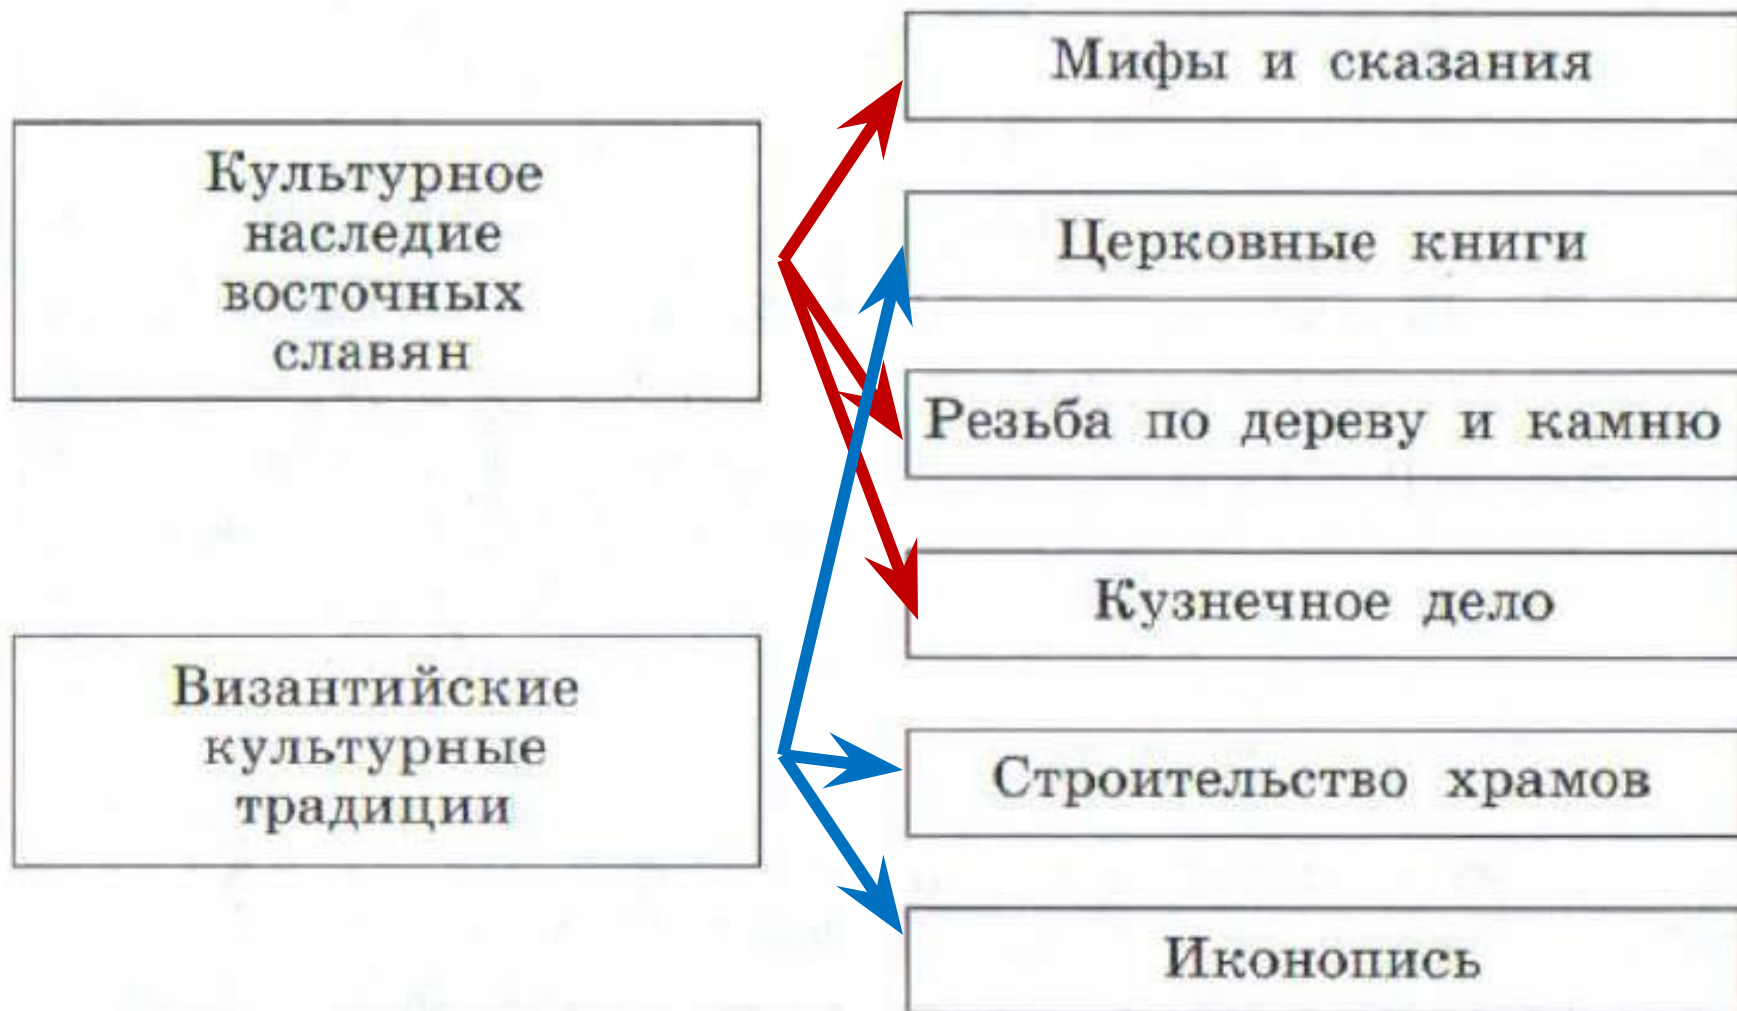 Культурное
наследие
восточных
славян
Византийские
культурные
традиции
Мифы и сказания
Церковные книги
Резьба по дереву и камню
Кузнечное дело
Строительство храмов
Иконопись